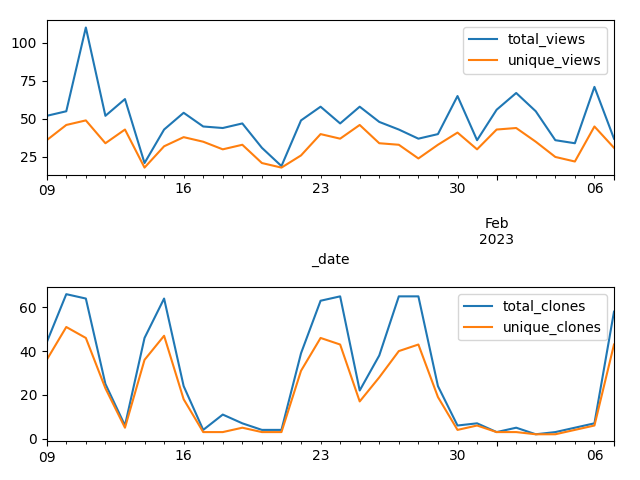 total_views
unique_views
100
75
50
25
09 16 23 30 06
Feb
2023
_date
total_clones
unique_clones
60
40
20
0
09 16 23 30 06